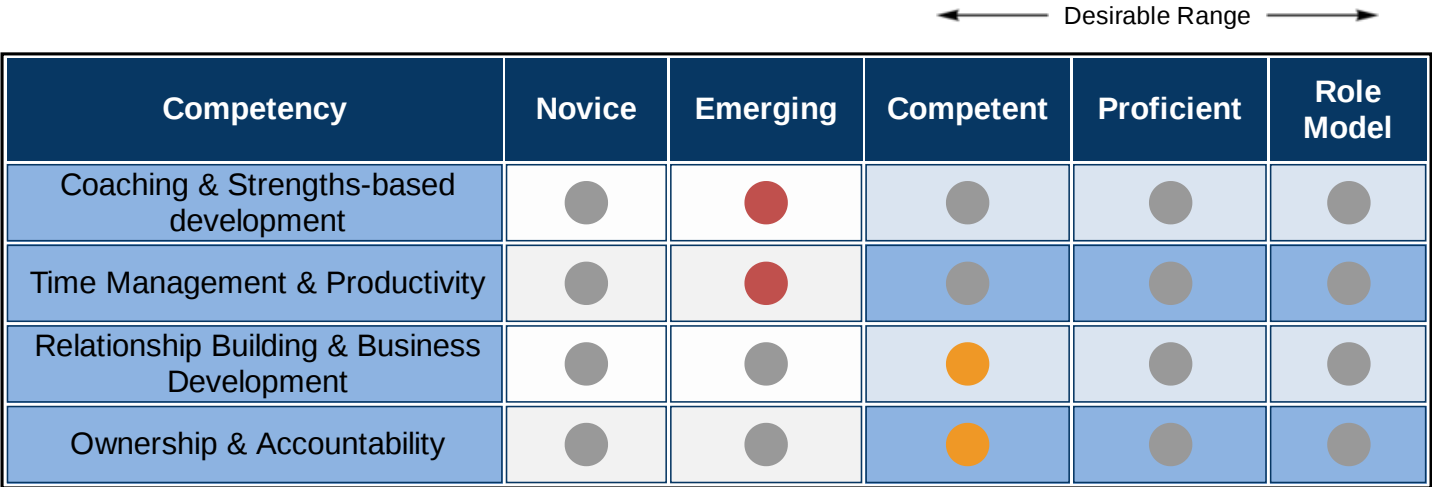 Desirable Range
Competency Novice Emerging Competent Proficient Role
Model
Coaching & Strengths-based
development
Time Management & Productivity
Relationship Building & Business
Development
Ownership & Accountability